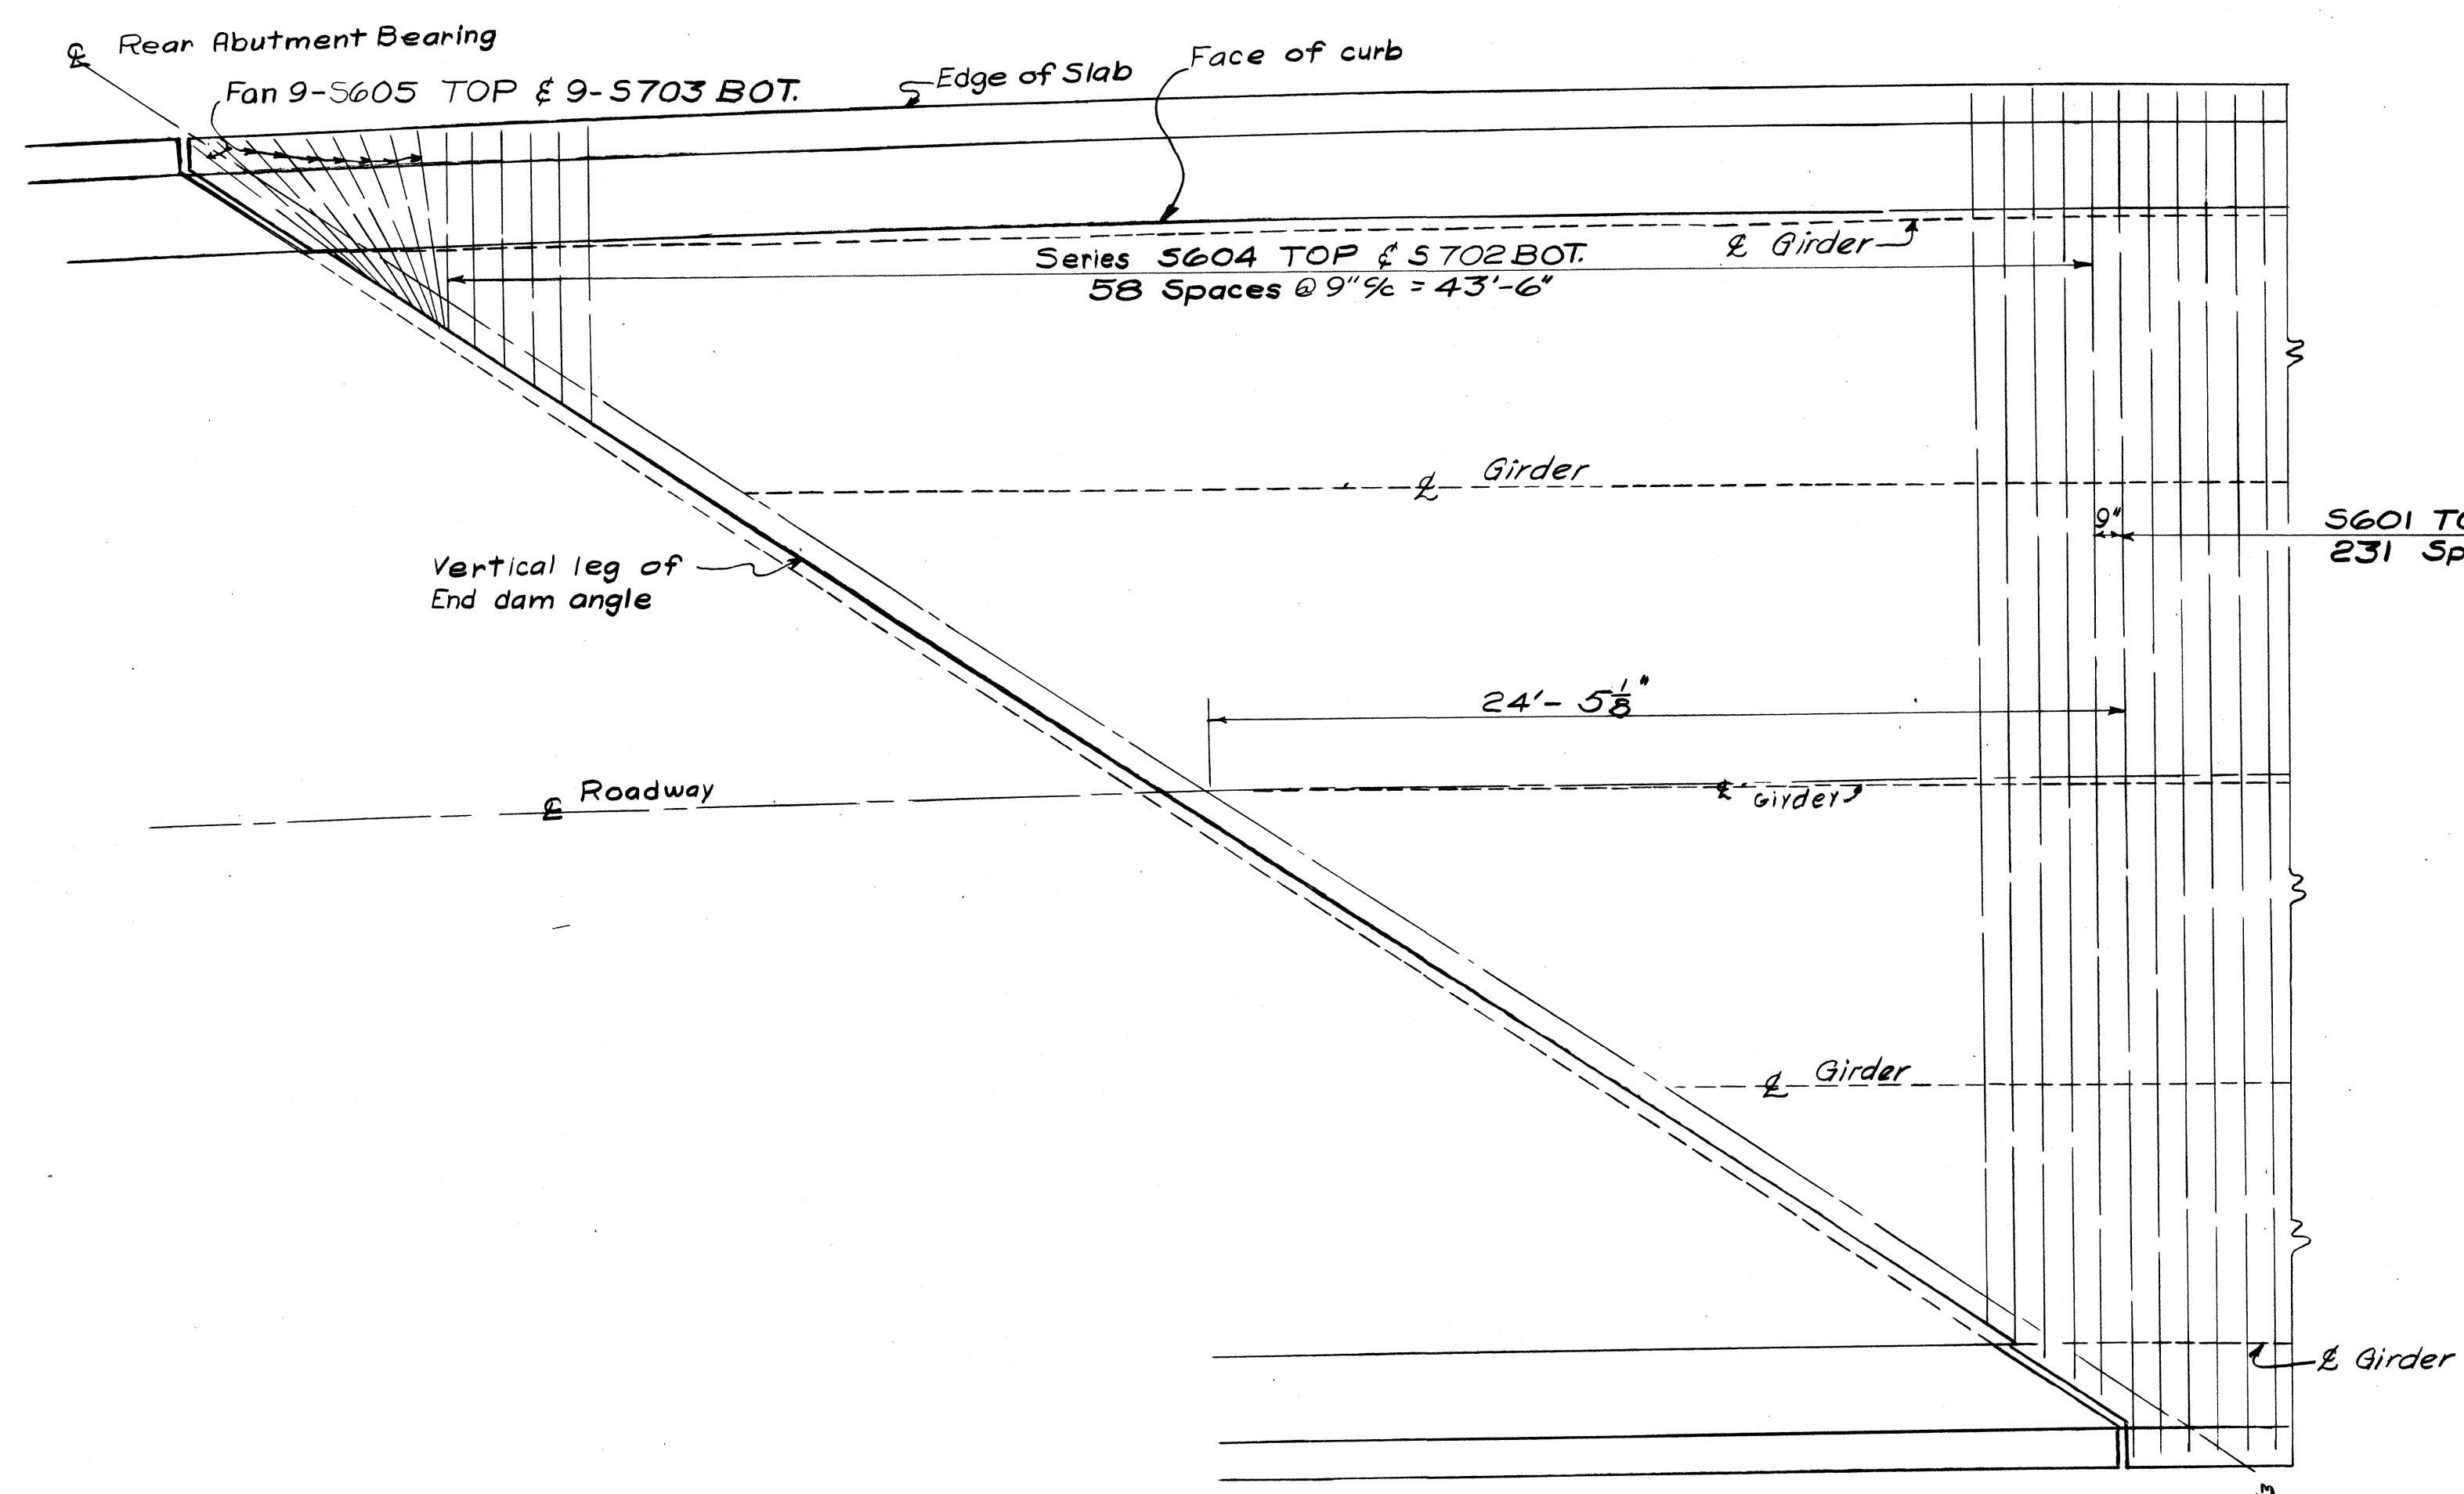 ℄ Rear Abutment Bearing
Fan 9-S605 TOP & 9-S703 BOT.
Edge of Slab
Face of curb
℄ Girder
Series S604 TOP & S702 BOT.
58 Spaces @ 9" c/c = 43'-6"
℄ Girder
9"
S601
231
Vertical leg of
End dam angle
24'- 5 1/8"
℄ Roadway
℄ Girder
℄ Girder
℄ Girder